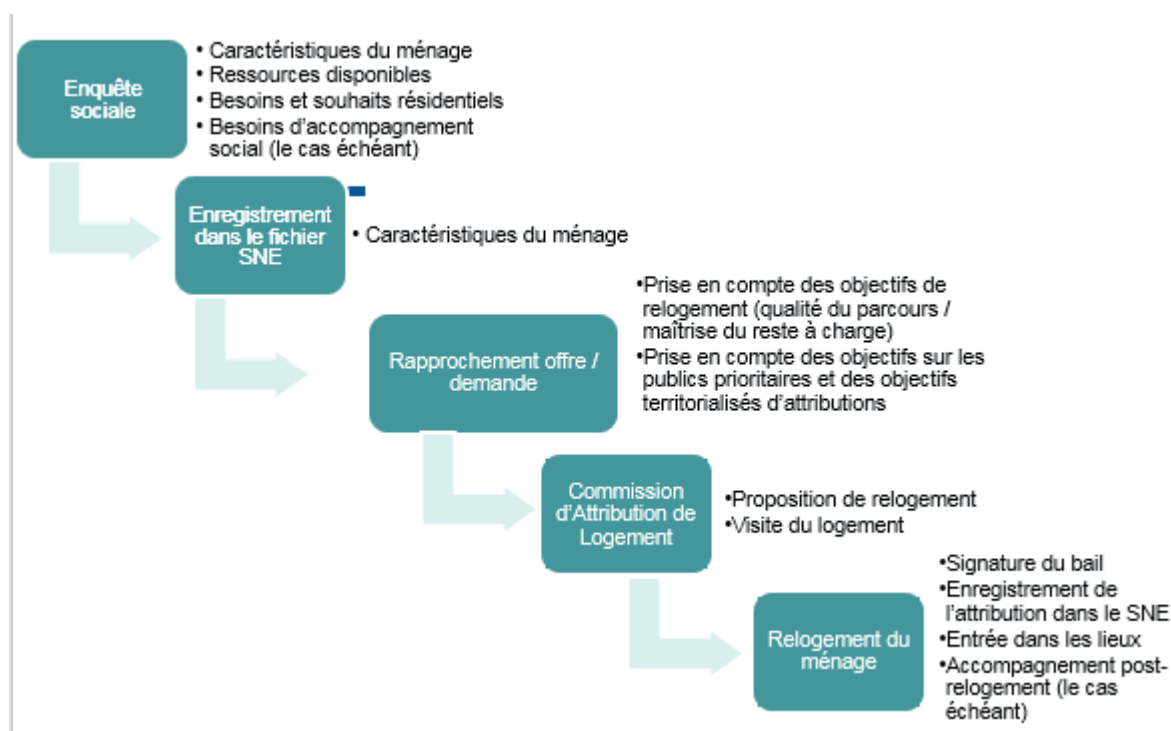 Enquête
sociale
• Caractéristiques du ménage
• Ressources disponibles
• Besoins et souhaits résidentiels
• Besoins d'accompagnement
social (le cas échéant)
Enregistrement
dans le fichier
SNE
• Caractéristiques du ménage
Rapprochement offre /
demande
•Prise en compte des objectifs de
relogement (qualité du parcours /
maîtrise du reste à charge)
•Prise en compte des objectifs sur les
publics prioritaires et des objectifs
territorialisés d'attributions
Commission
d'Attribution de
Logement
•Proposition de relogement
•Visite du logement
Relogement du
ménage
•Signature du bail
•Enregistrement de
l'attribution dans le SNE
•Entrée dans les lieux
•Accompagnement post-
relogement (le cas
échéant)